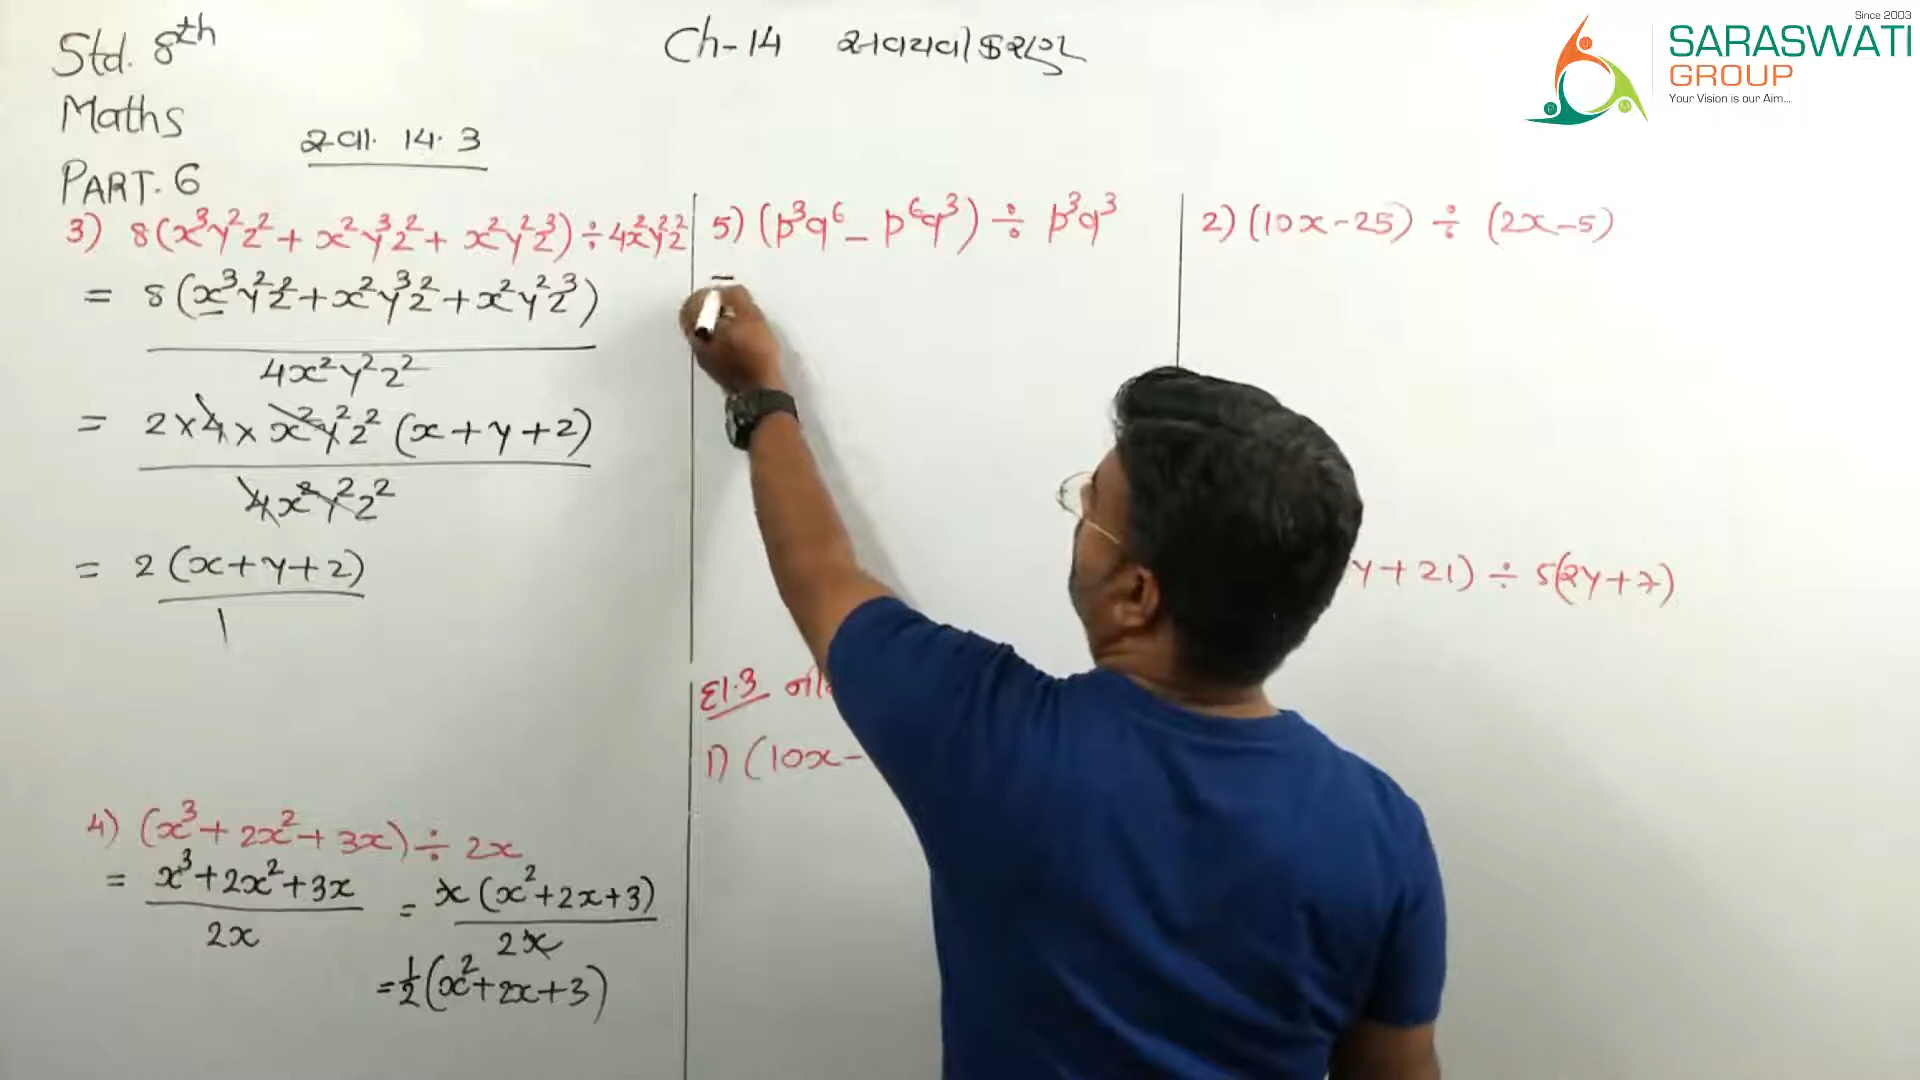 Since 2003
SARASWATI
GROUP
Your Vision is our Aim...
Std. 8th
Maths
PART. 6
Ch-14 અવયવીકરણ
સ્વા. 14.3
3) 8(x³y²z² + x²y³z² + x²y²z³) ÷ 4x²y²z²
= 8(x³y²z² + x²y³z² + x²y²z³)
4x²y²z²
= 2 × 4 × x²y²z² (x+y+z)
4x²y²z²
= 2 (x+y+z)
1
4) (x³ + 2x² + 3x) ÷ 2x
= x³+2x²+3x
2x
= x (x²+2x+3)
2x
= 1/2 (x²+2x+3)
5) (p³q⁶ – p⁶q³) ÷ p³q³
=
દા.3
1) (10x –
2) (10x – 25) ÷ (2x – 5)
y + 21) ÷ 5(2y + 7)